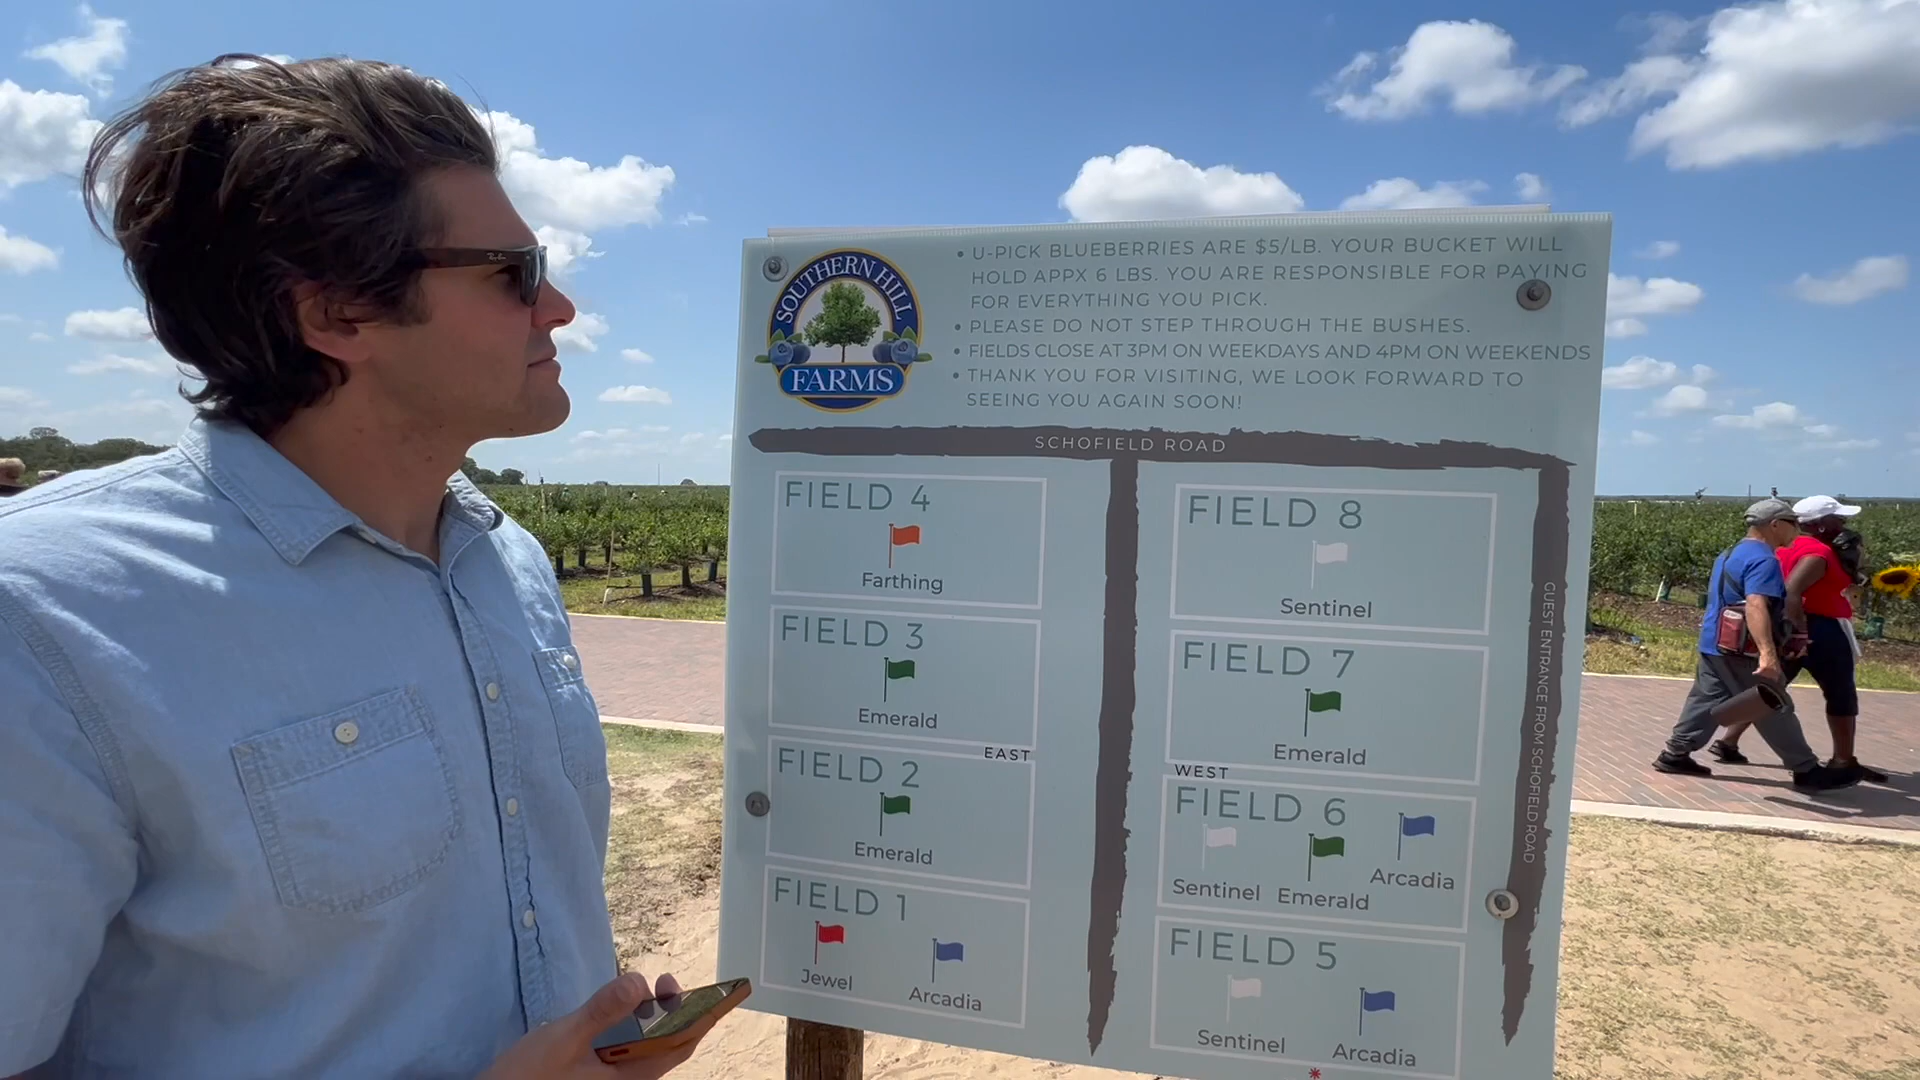 Ray-Ban
SOUTHERN HILL
FARMS
• U-PICK BLUEBERRIES ARE $5/LB. YOUR BUCKET WILL
HOLD APPX 6 LBS. YOU ARE RESPONSIBLE FOR PAYING
FOR EVERYTHING YOU PICK.
• PLEASE DO NOT STEP THROUGH THE BUSHES.
• FIELDS CLOSE AT 3PM ON WEEKDAYS AND 4PM ON WEEKENDS
• THANK YOU FOR VISITING, WE LOOK FORWARD TO
SEEING YOU AGAIN SOON!
SCHOFIELD ROAD
FIELD 4
Farthing
FIELD 3
Emerald
EAST
FIELD 2
Emerald
FIELD 1
Jewel
Arcadia
FIELD 8
Sentinel
FIELD 7
Emerald
WEST
FIELD 6
Sentinel
Emerald
Arcadia
FIELD 5
Sentinel
Arcadia
GUEST ENTRANCE FROM SCHOFIELD ROAD